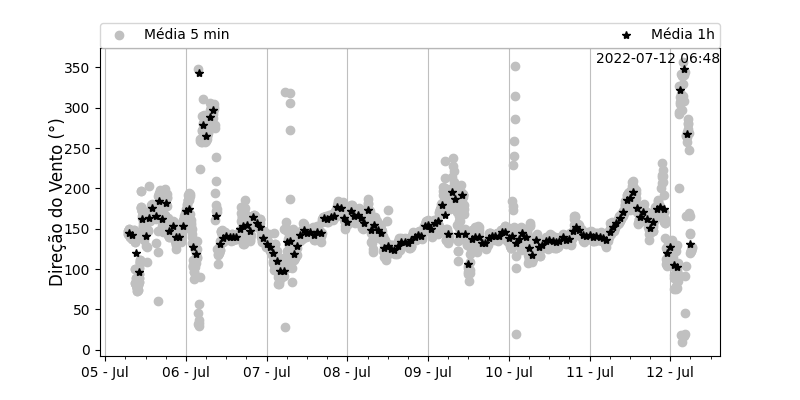 Média 5 min
Média 1h
2022-07-12 06:48
Direção do Vento (°)
350
300
250
200
150
100
50
0
05 - Jul
06 - Jul
07 - Jul
08 - Jul
09 - Jul
10 - Jul
11 - Jul
12 - Jul